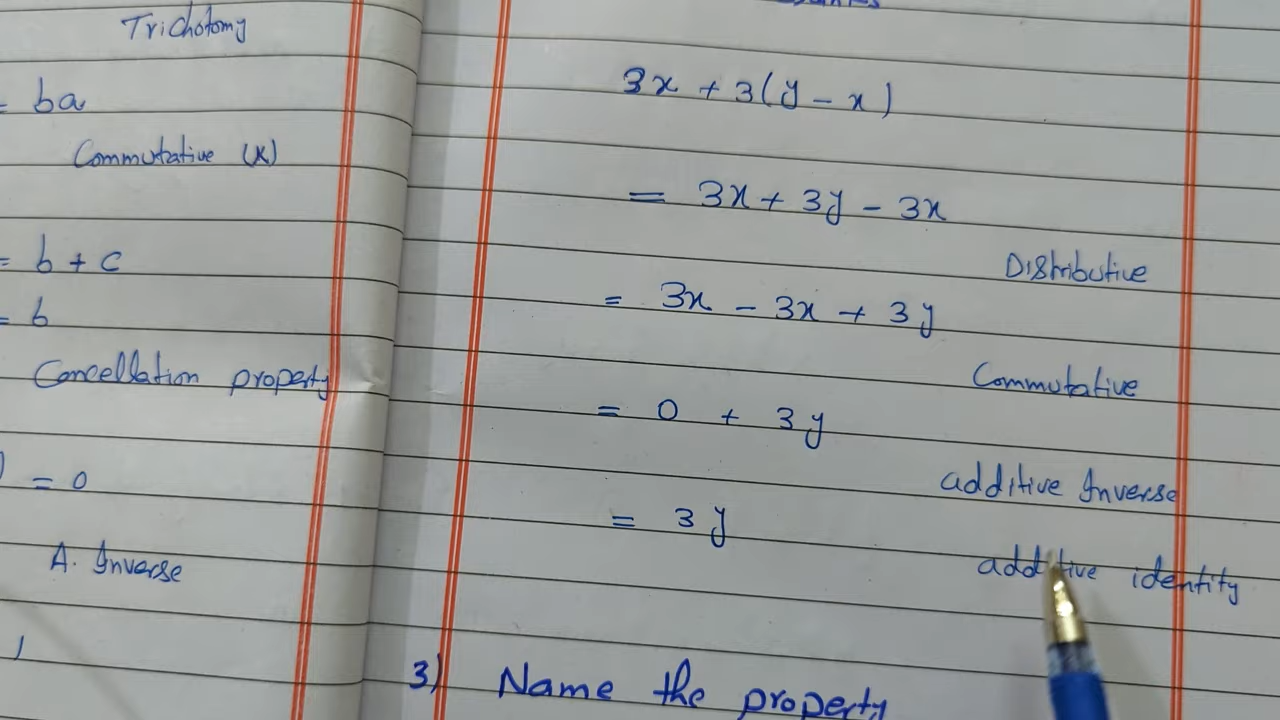 Trichotomy
= ba
Commutative (x)
= b + c
= b
Cancellation property
) = 0
A. Inverse
3x + 3(y - x)
= 3x + 3y - 3x
Distributive
= 3x - 3x + 3y
Commutative
= 0 + 3y
additive Inverse
= 3y
additive identity
3) Name the property